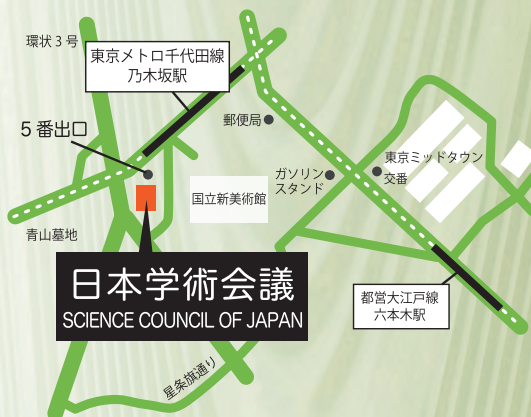 環状３号
東京メトロ千代田線
乃木坂駅
５番出口
郵便局
ガソリン
スタンド
東京ミッドタウン
交番
国立新美術館
青山墓地
日本学術会議
SCIENCE COUNCIL OF JAPAN
都営大江戸線
六本木駅
星条旗通り